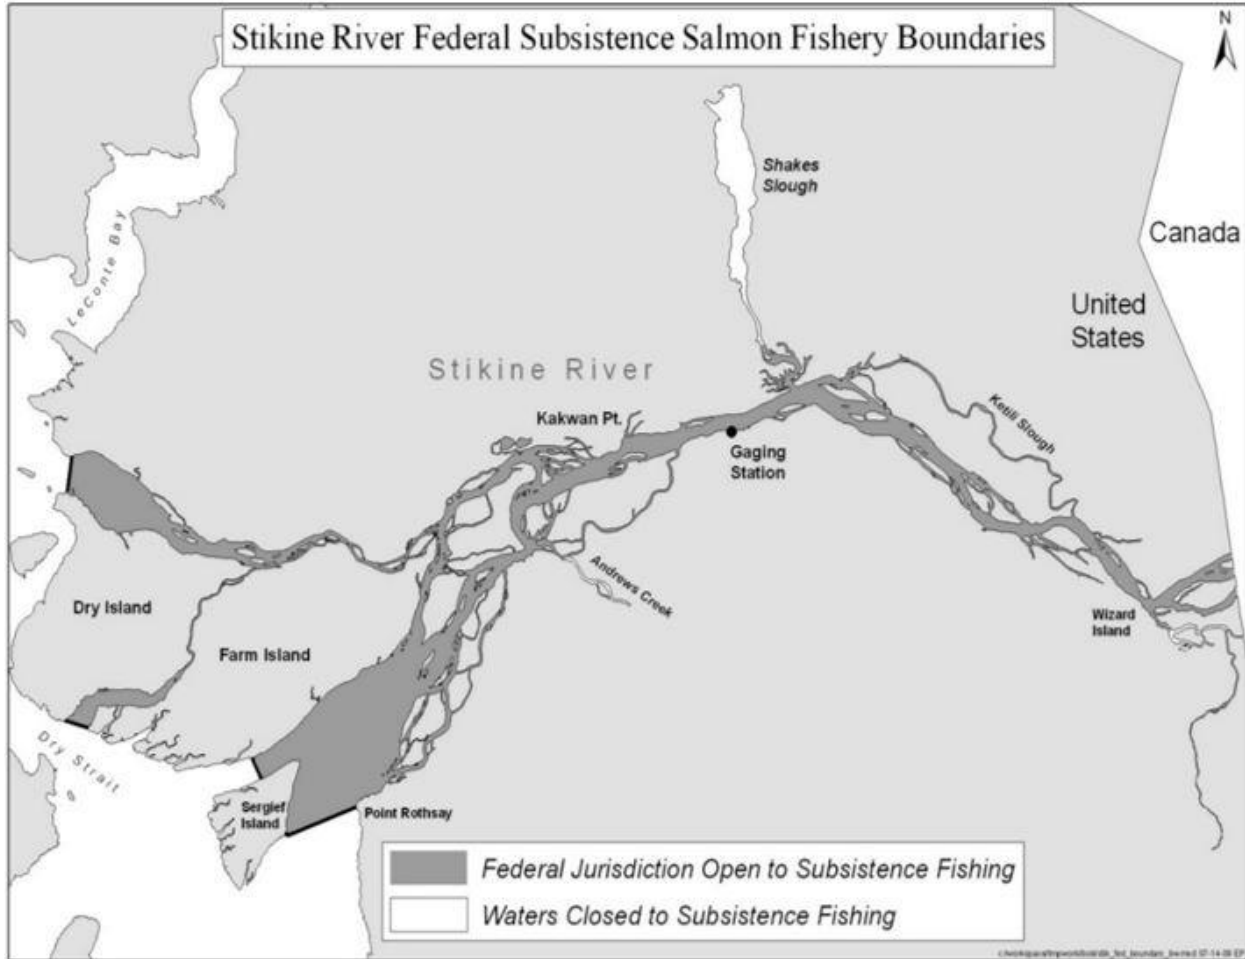 Stikine River Federal Subsistence Salmon Fishery Boundaries
N
Shakes
Slough
Canada
LeConte Bay
United
States
Stikine River
Kakwan Pt.
Ketili Slough
Gaging
Station
Andrews Creek
Dry Island
Wizard
Island
Farm Island
Dry Strait
Sergief
Island
Point Rothsay
Federal Jurisdiction Open to Subsistence Fishing
Waters Closed to Subsistence Fishing